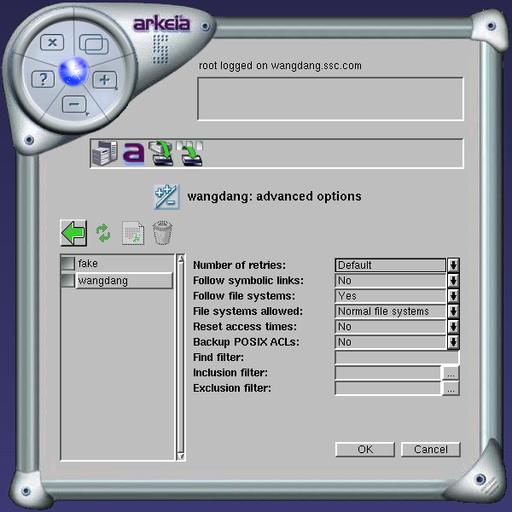 arkeia
root logged on wangdang.ssc.com
a
wangdang: advanced options
fake
wangdang
Number of retries: Default
Follow symbolic links: No
Follow file systems: Yes
File systems allowed: Normal file systems
Reset access times: No
Backup POSIX ACLs: No
Find filter:
Inclusion filter: ...
Exclusion filter: ...
OK Cancel